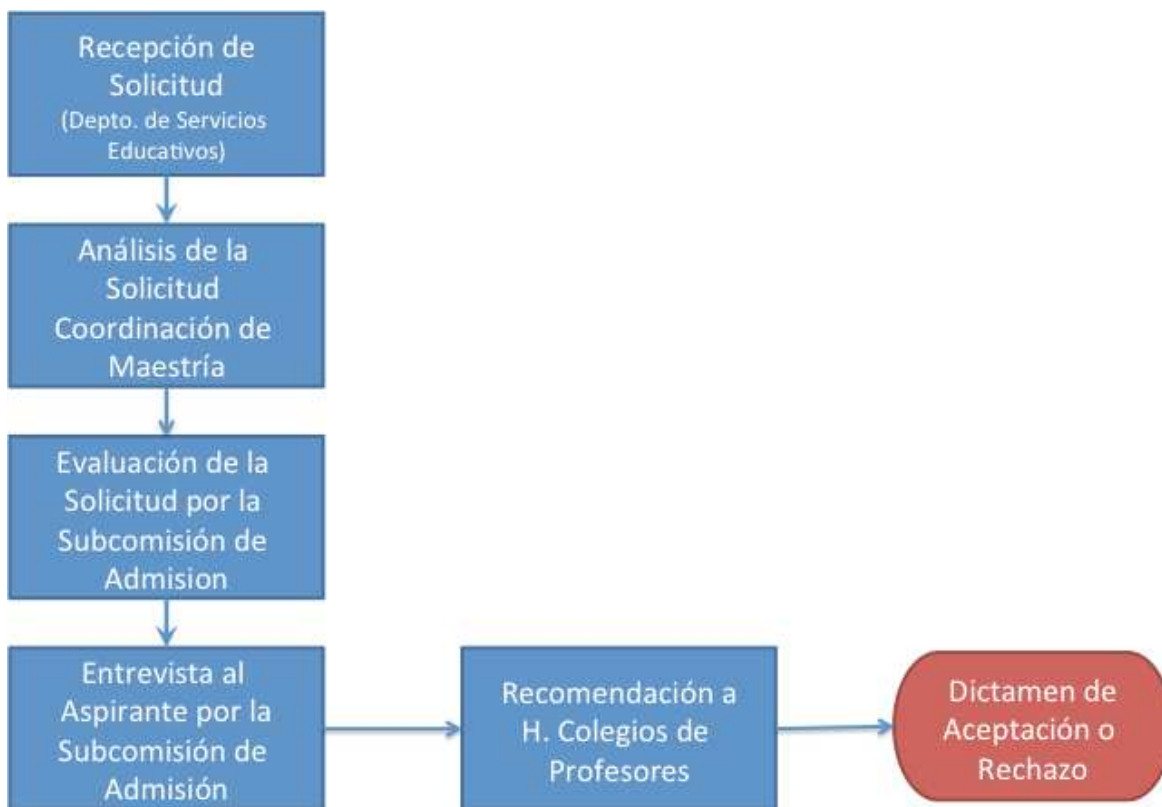 Recepción de
Solicitud
(Depto. de Servicios
Educativos)
Análisis de la
Solicitud
Coordinación de
Maestría
Evaluación de la
Solicitud por la
Subcomisión de
Admision
Entrevista al
Aspirante por la
Subcomisión de
Admisión
Recomendación a
H. Colegios de
Profesores
Dictamen de
Aceptación o
Rechazo